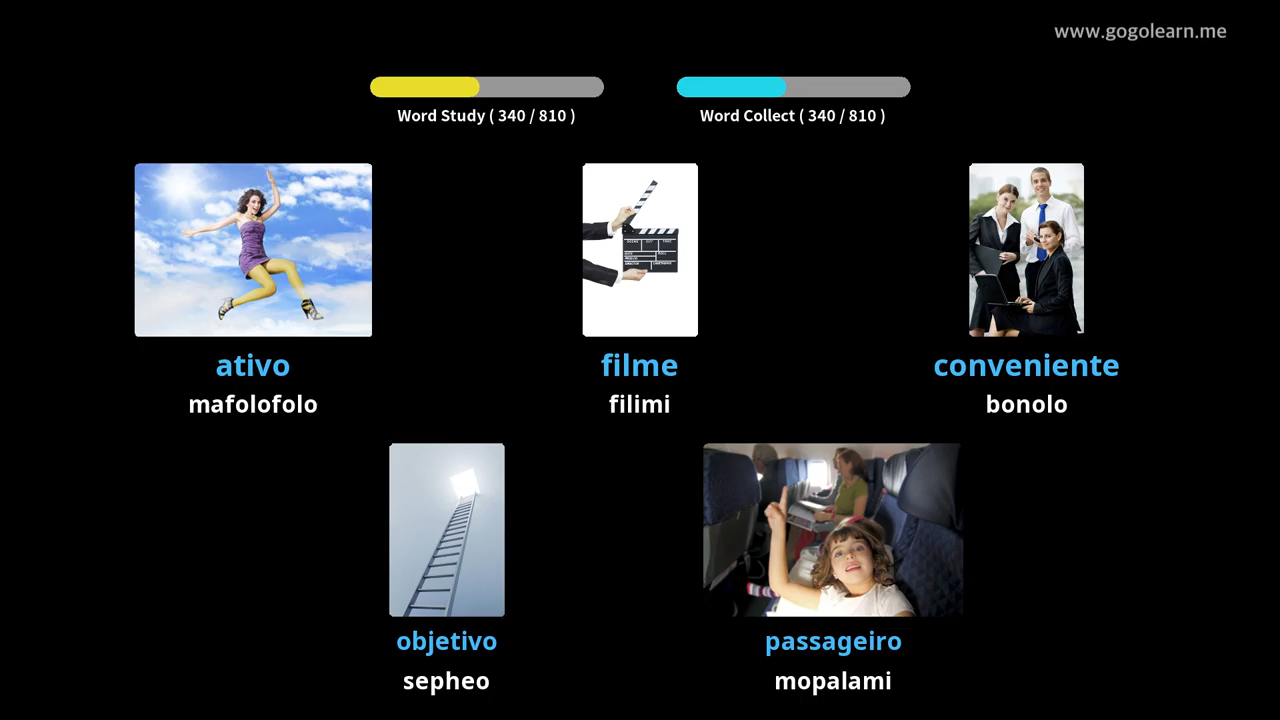 www.gogolearn.me
Word Study ( 340 / 810 )
Word Collect ( 340 / 810 )
ativo
mafolofolo
filme
filimi
conveniente
bonolo
objetivo
sepheo
passageiro
mopalami